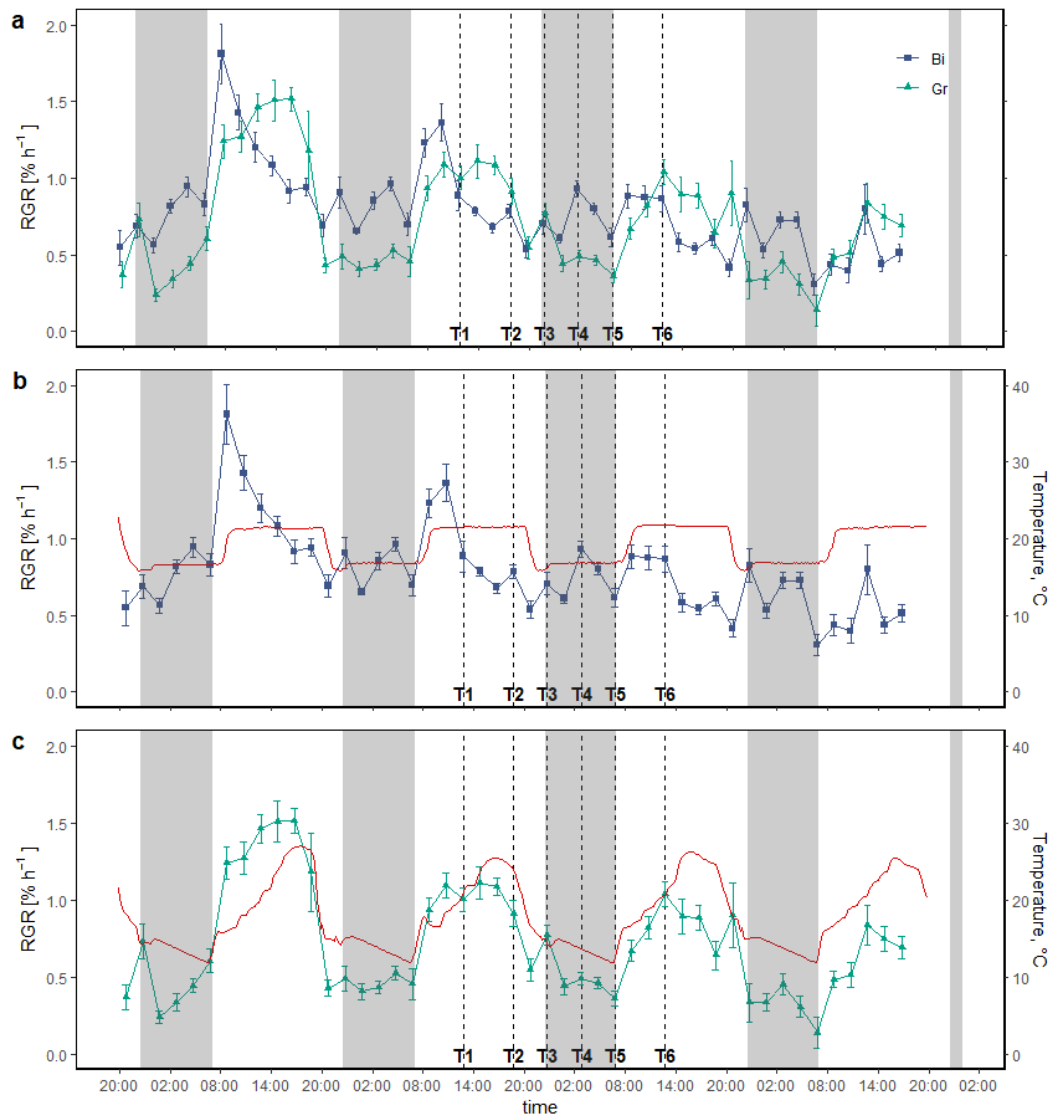 a
2.0
1.5
1.0
0.5
0.0
RGR [% h⁻¹ ]
Bi
Gr
T1 T2 T3 T4 T5 T6
b
2.0
1.5
1.0
0.5
0.0
RGR [% h⁻¹]
40
30
20
10
0
Temperature, °C
T1 T2 T3 T4 T5 T6
c
2.0
1.5
1.0
0.5
0.0
RGR [% h⁻¹]
40
30
20
10
0
Temperature, °C
T1 T2 T3 T4 T5 T6
20:00 02:00 08:00 14:00 20:00 02:00 08:00 14:00 20:00 02:00 08:00 14:00 20:00 02:00 08:00 14:00 20:00 02:00
time